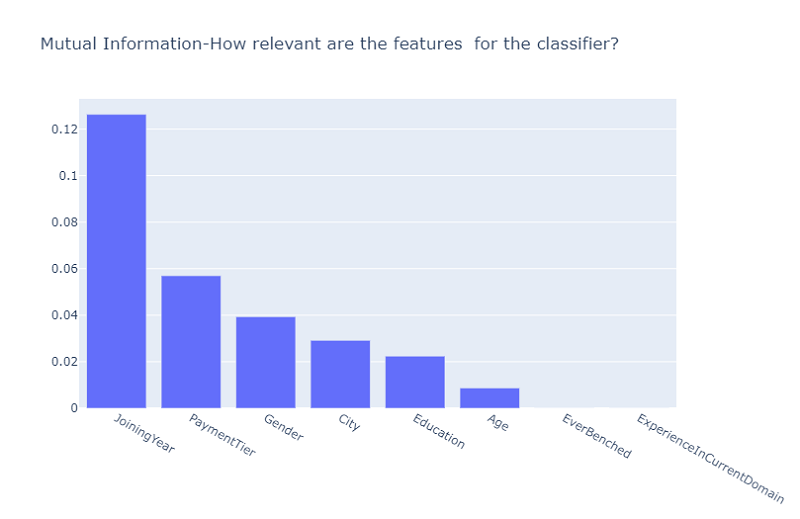 Mutual Information-How relevant are the features  for the classifier?
0.12
0.1
0.08
0.06
0.04
0.02
0
JoiningYear
PaymentTier
Gender
City
Education
Age
EverBenched
ExperienceInCurrentDomain